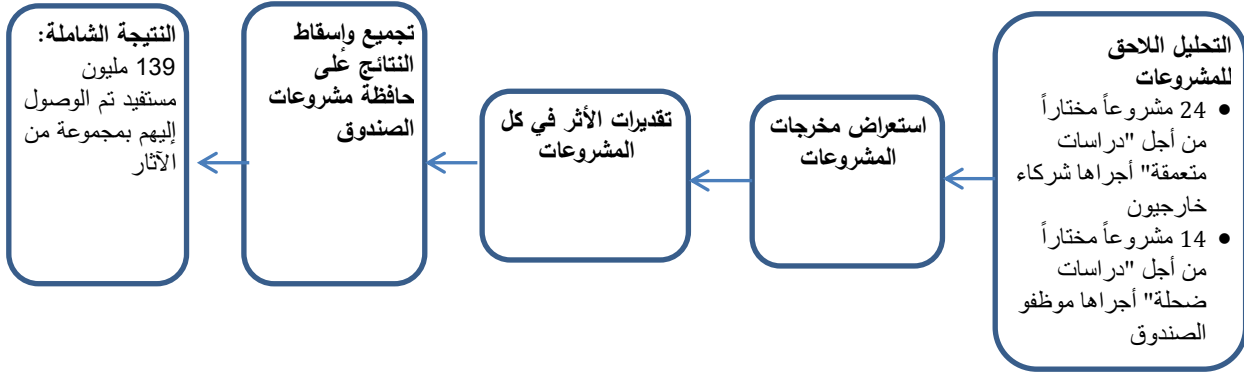 التحليل اللاحق
للمشروعات
● 24 مشروعاً مختاراً
من أجل "دراسات
متعمقة" أجراها شركاء
خارجيون
● 14 مشروعاً مختاراً
من أجل "دراسات
ضحلة" أجراها موظفو
الصندوق
استعراض مخرجات
المشروعات
تقديرات الأثر في كل
المشروعات
تجميع وإسقاط
النتائج على
حافظة مشروعات
الصندوق
النتيجة الشاملة:
139 مليون
مستفيد تم الوصول
إليهم بمجموعة من
الآثار